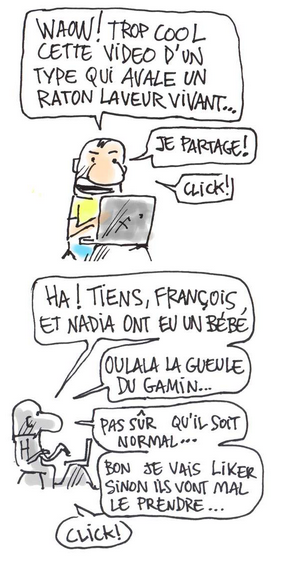 WAOW! TROP COOL
CETTE VIDEO D'UN
TYPE QUI AVALE UN
RATON LAVEUR VIVANT...
JE PARTAGE!
CLICK!
HA! TIENS, FRANÇOIS,
ET NADIA ONT EU UN BÉBÉ
OULALA LA GUEULE
DU GAMIN...
PAS SÛR QU'IL SOIT
NORMAL...
BON JE VAIS LIKER
SINON ILS VONT MAL
LE PRENDRE...
CLICK!